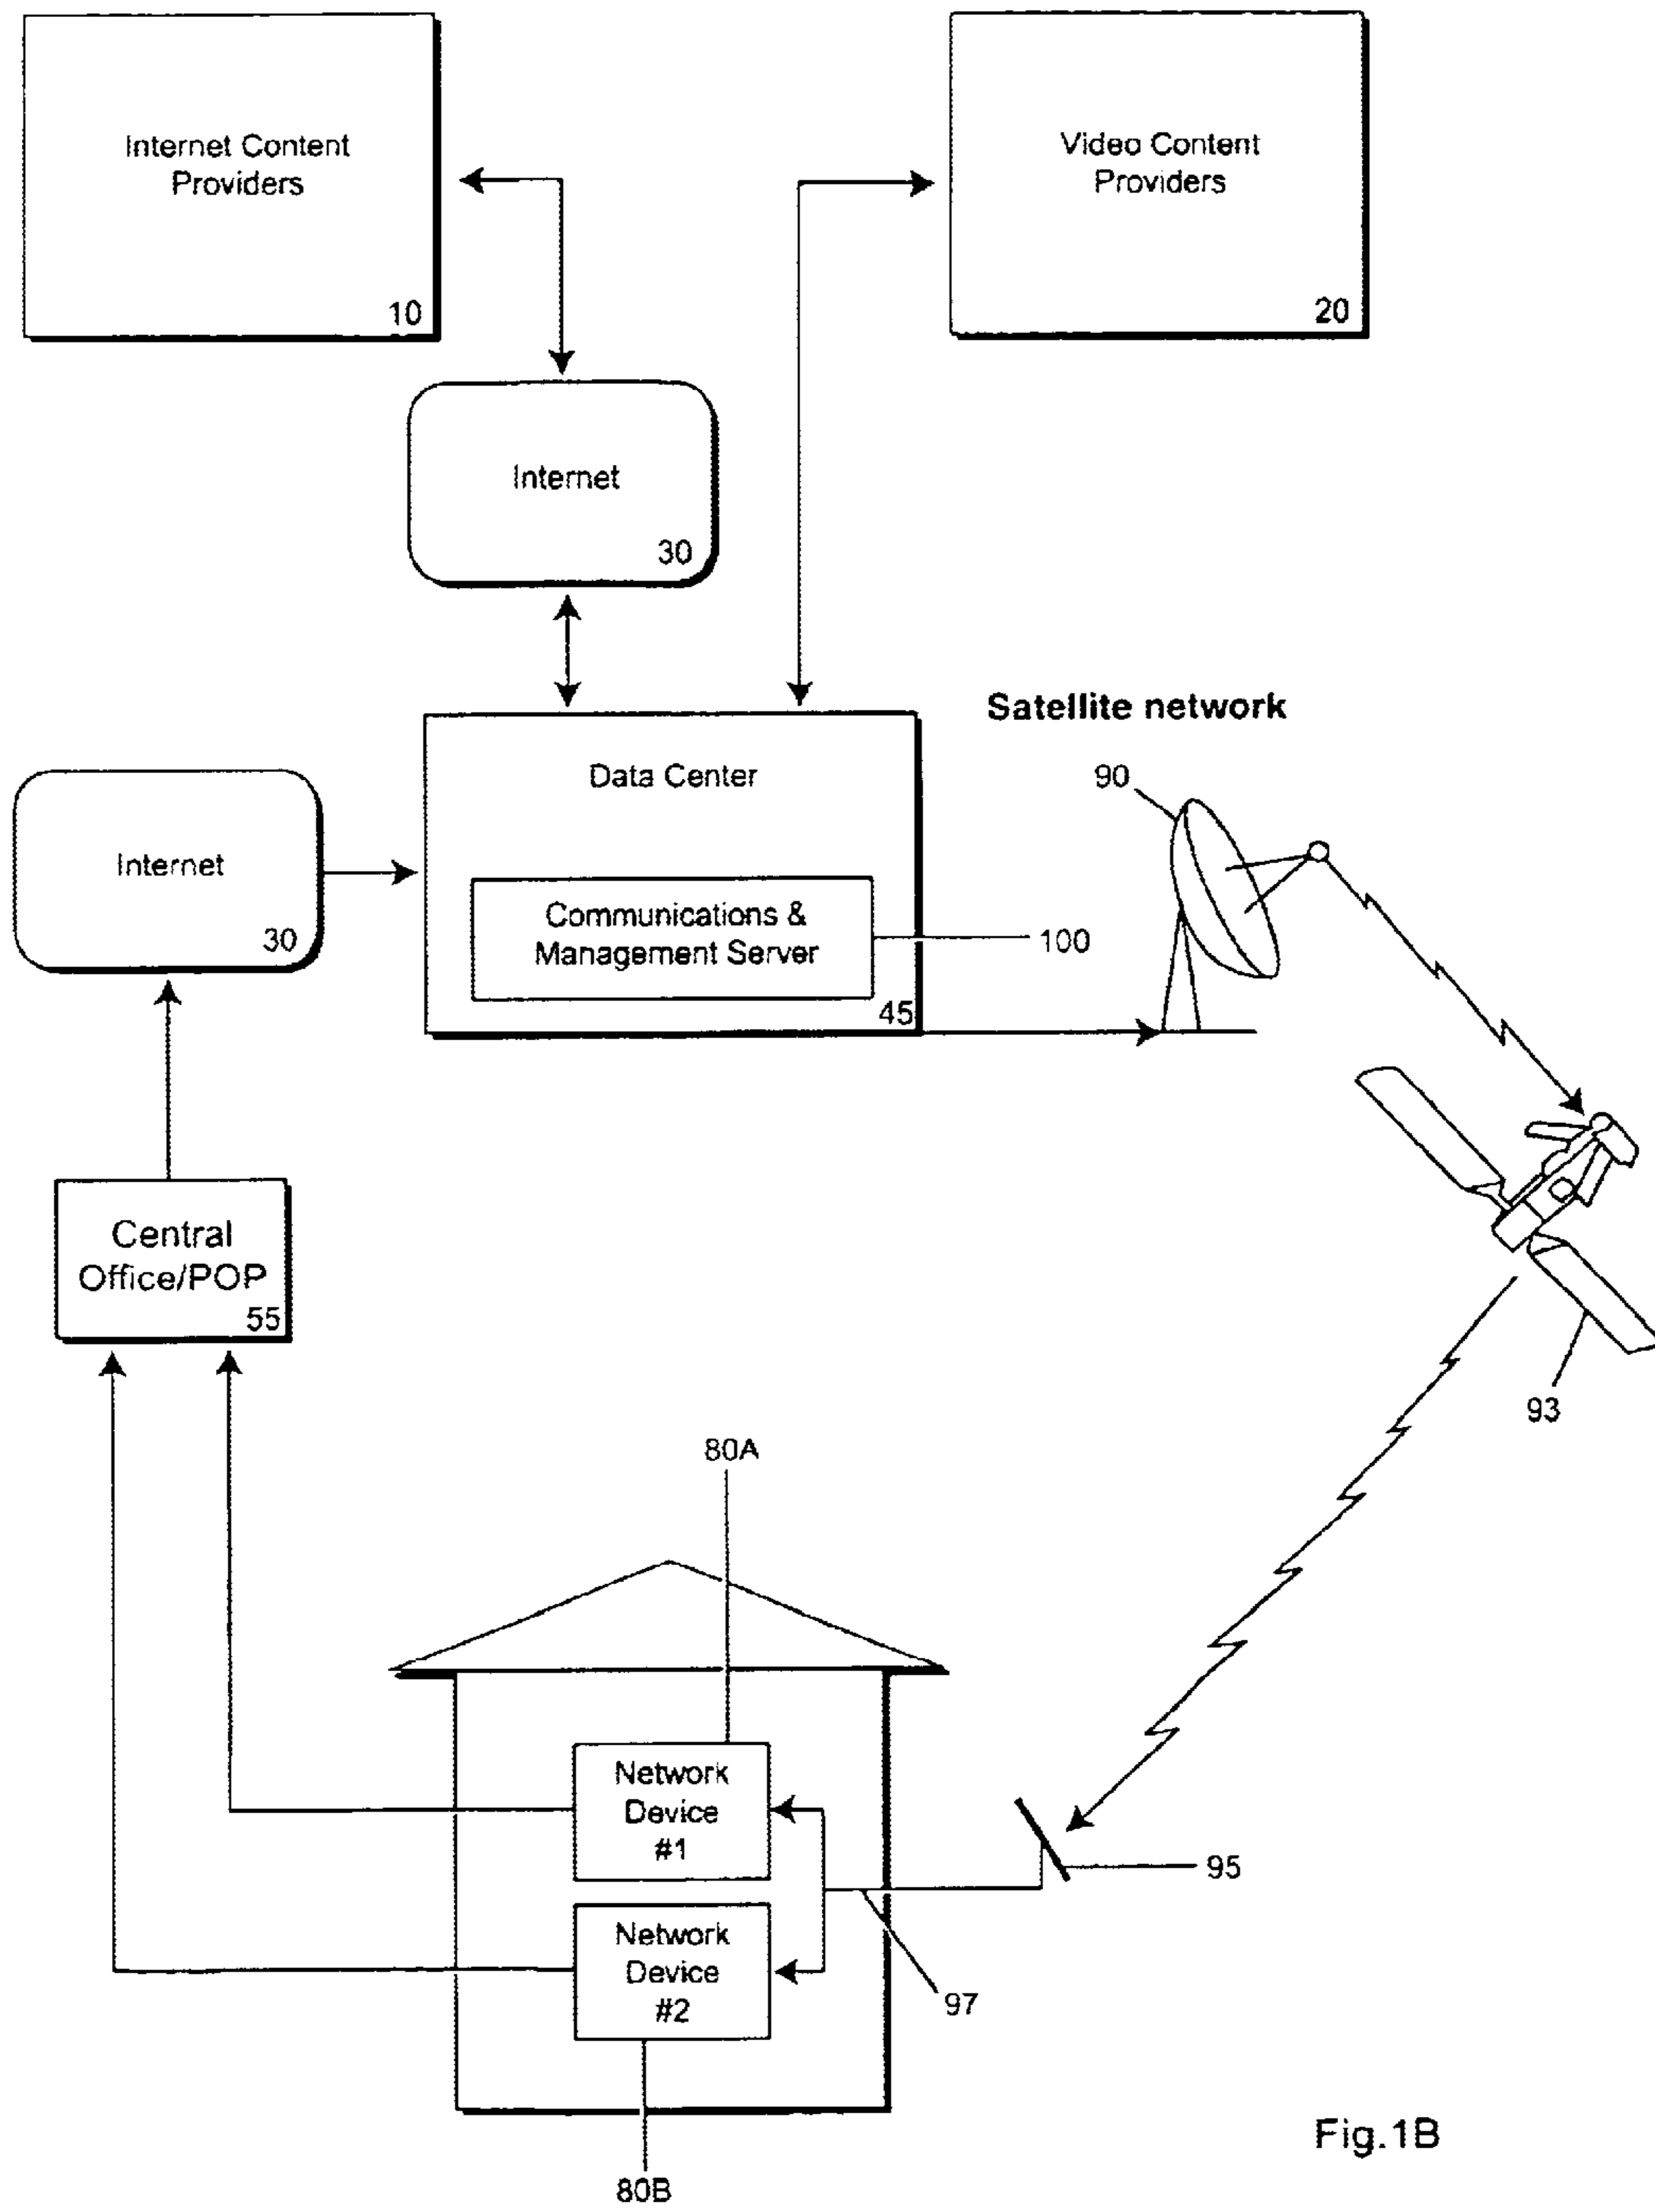 Internet Content
Providers
10
Video Content
Providers
20
Internet
30
Satellite network
Data Center
90
Internet
30
Communications &
Management Server
100
45
Central
Office/POP
55
93
80A
Network
Device
#1
95
Network
Device
#2
97
80B
Fig.1B